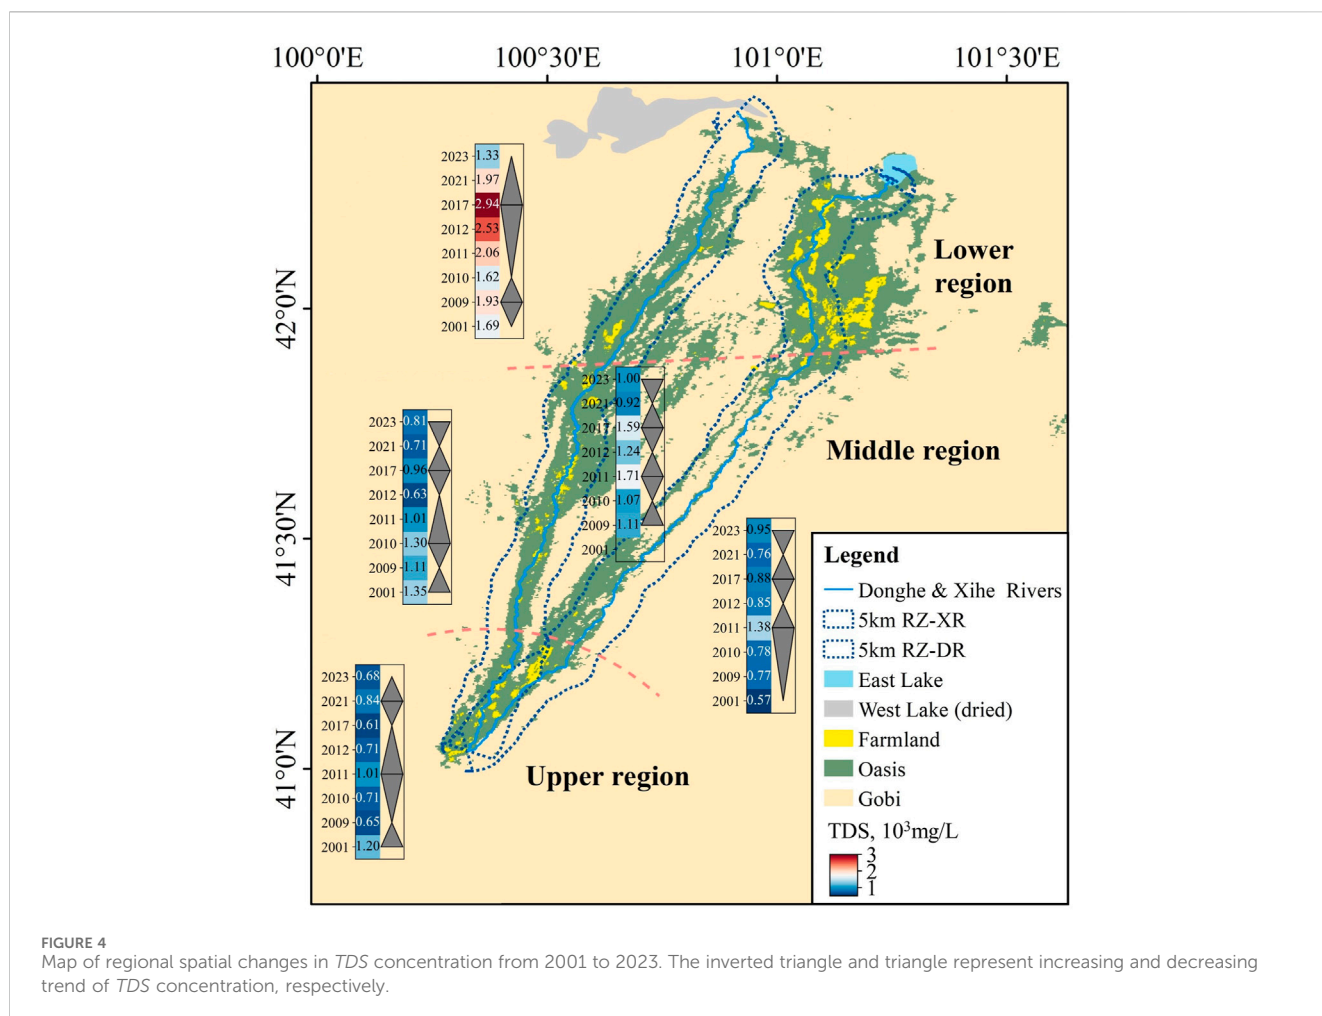 100°0'E 100°30'E 101°0'E 101°30'E
42°0'N
41°30'N
41°0'N
2023 1.33
2021 1.97
2017 2.94
2012 2.53
2011 2.06
2010 1.62
2009 1.93
2001 1.69
Lower
region
2023 1.00
2021 0.92
2017 1.59
2012 1.24
2011 1.71
2010 1.07
2009 1.11
2001
2023 0.81
2021 0.71
2017 0.96
2012 0.63
2011 1.01
2010 1.30
2009 1.11
2001 1.35
Middle region
2023 0.95
2021 0.76
2017 0.88
2012 0.85
2011 1.38
2010 0.78
2009 0.77
2001 0.57
2023 0.68
2021 0.84
2017 0.61
2012 0.71
2011 1.01
2010 0.71
2009 0.65
2001 1.20
Upper region
Legend
Donghe & Xihe Rivers
5km RZ-XR
5km RZ-DR
East Lake
West Lake (dried)
Farmland
Oasis
Gobi
TDS, 10³mg/L
3
2
1
FIGURE 4
Map of regional spatial changes in TDS concentration from 2001 to 2023. The inverted triangle and triangle represent increasing and decreasing
trend of TDS concentration, respectively.